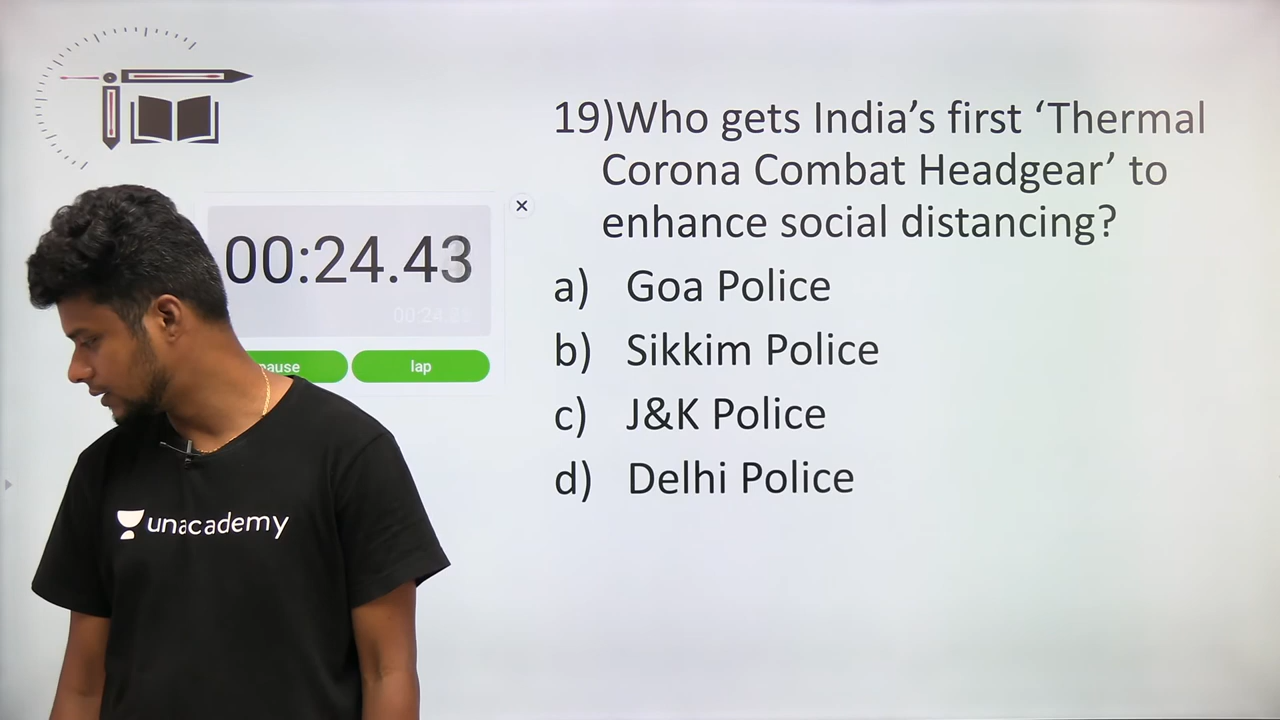 19)Who gets India's first ‘Thermal
Corona Combat Headgear’ to
enhance social distancing?
a) Goa Police
b) Sikkim Police
c) J&K Police
d) Delhi Police
00:24.43
lap
unacademy